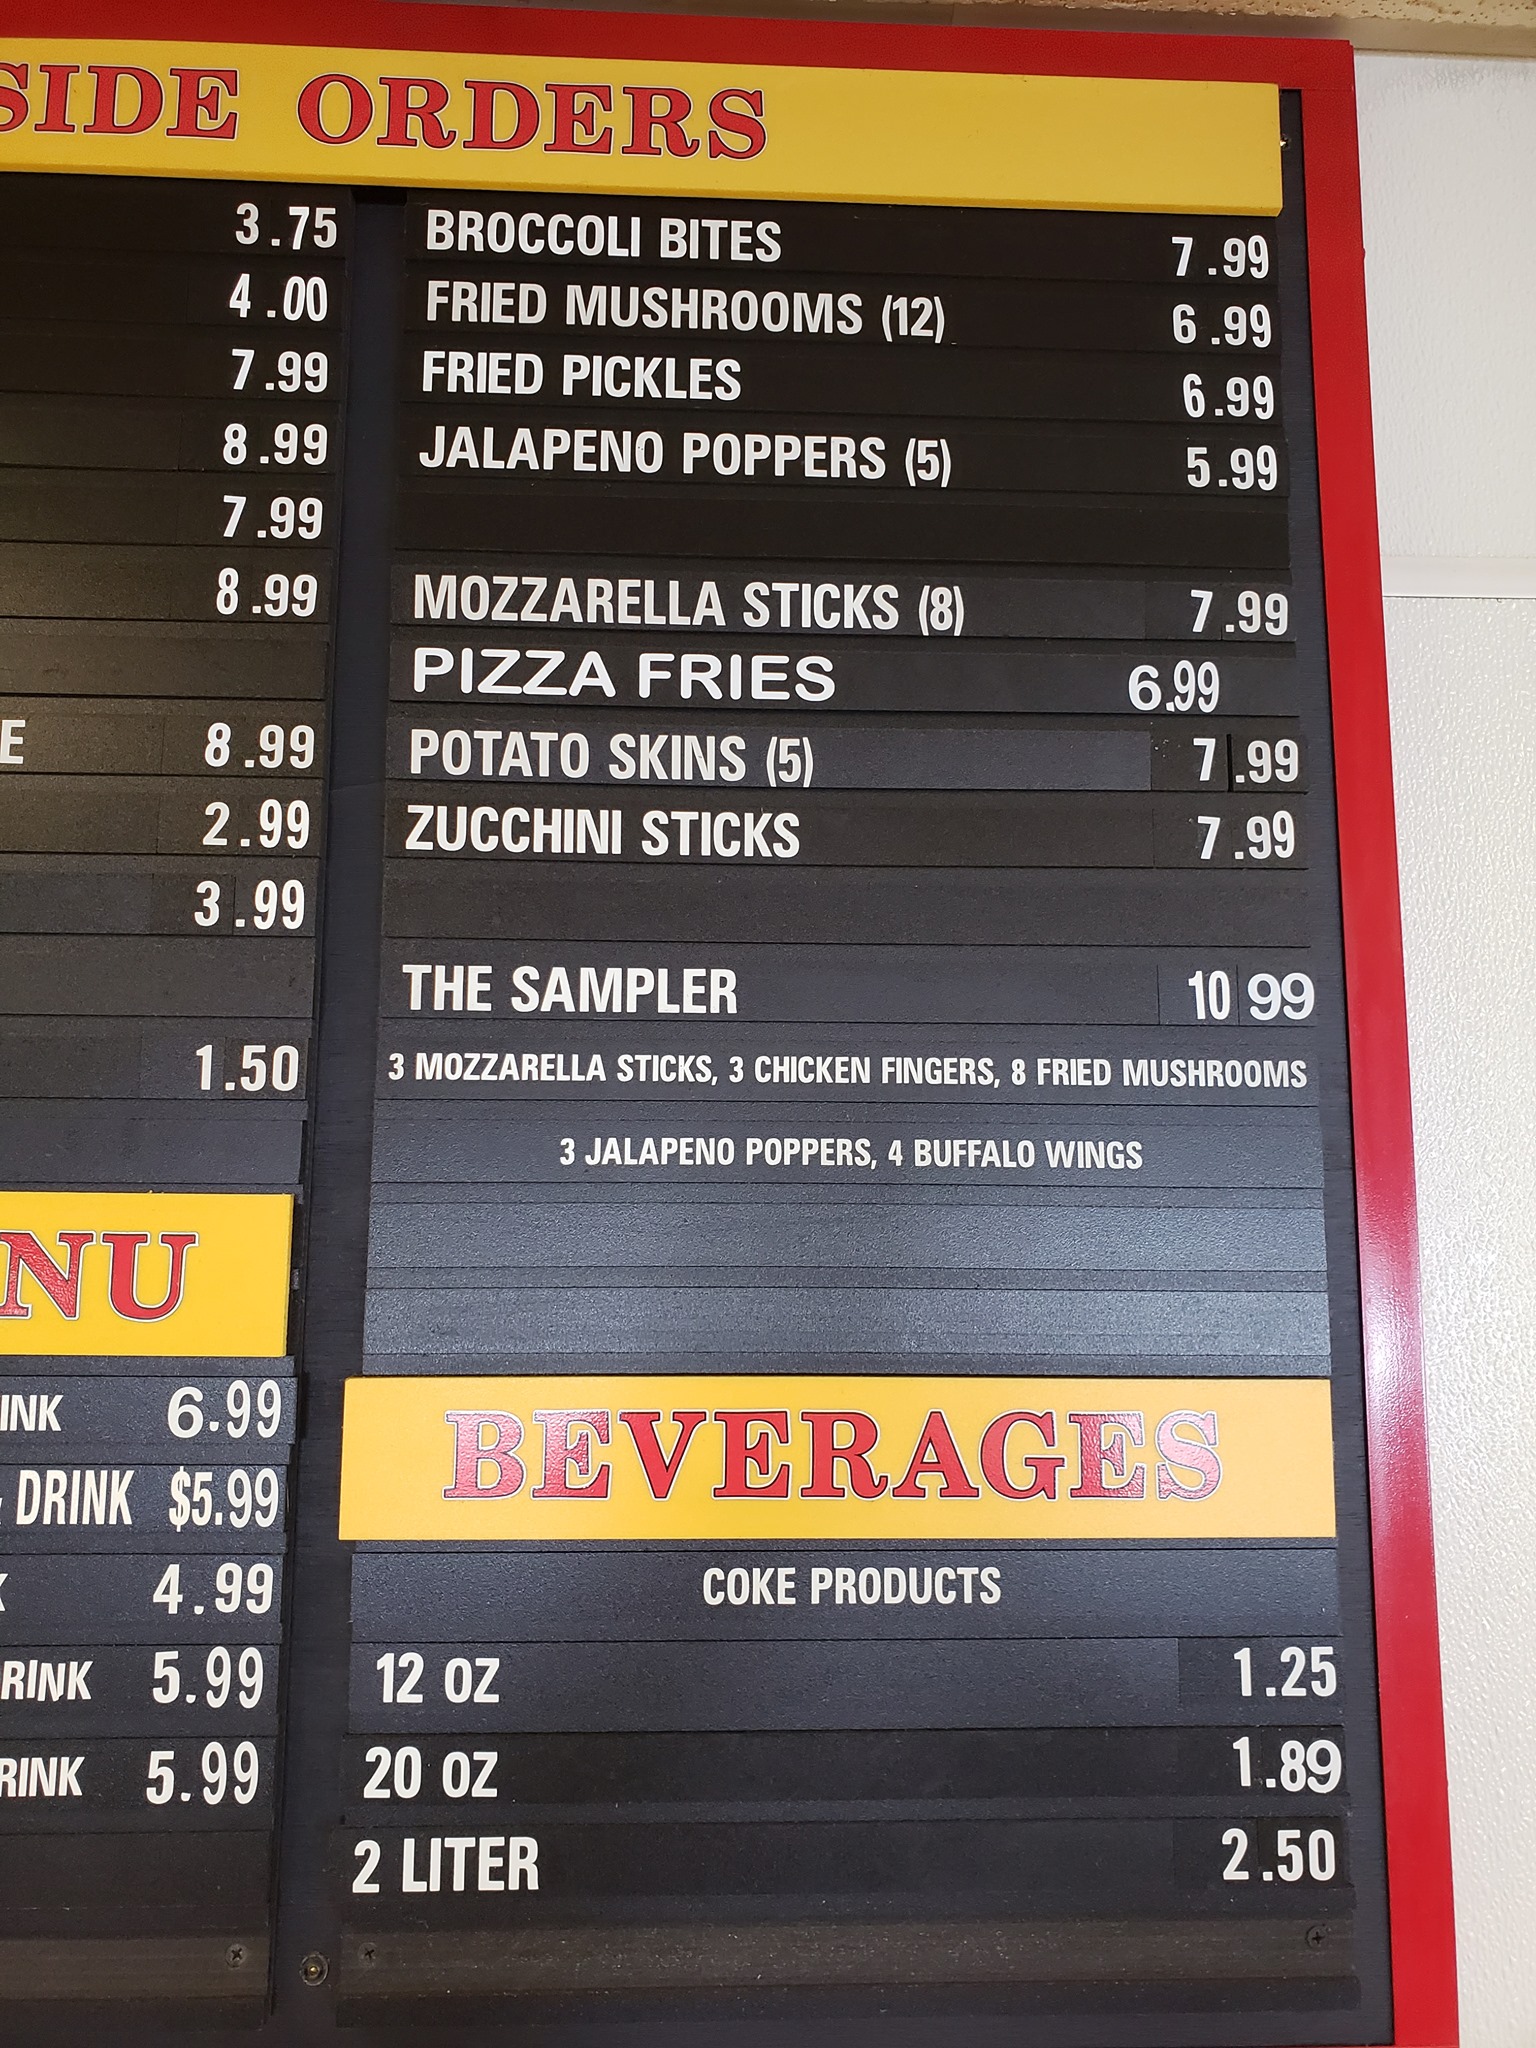 SIDE ORDERS
3.75
4.00
7.99
8.99
7.99
8.99
E 8.99
2.99
3.99
1.50
BROCCOLI BITES 7.99
FRIED MUSHROOMS (12) 6.99
FRIED PICKLES 6.99
JALAPENO POPPERS (5) 5.99
MOZZARELLA STICKS (8) 7.99
PIZZA FRIES 6.99
POTATO SKINS (5) 7.99
ZUCCHINI STICKS 7.99
THE SAMPLER 10 99
3 MOZZARELLA STICKS, 3 CHICKEN FINGERS, 8 FRIED MUSHROOMS
3 JALAPENO POPPERS, 4 BUFFALO WINGS
NU
INK 6.99
DRINK $5.99
4.99
RINK 5.99
RINK 5.99
BEVERAGES
COKE PRODUCTS
12 OZ 1.25
20 OZ 1.89
2 LITER 2.50